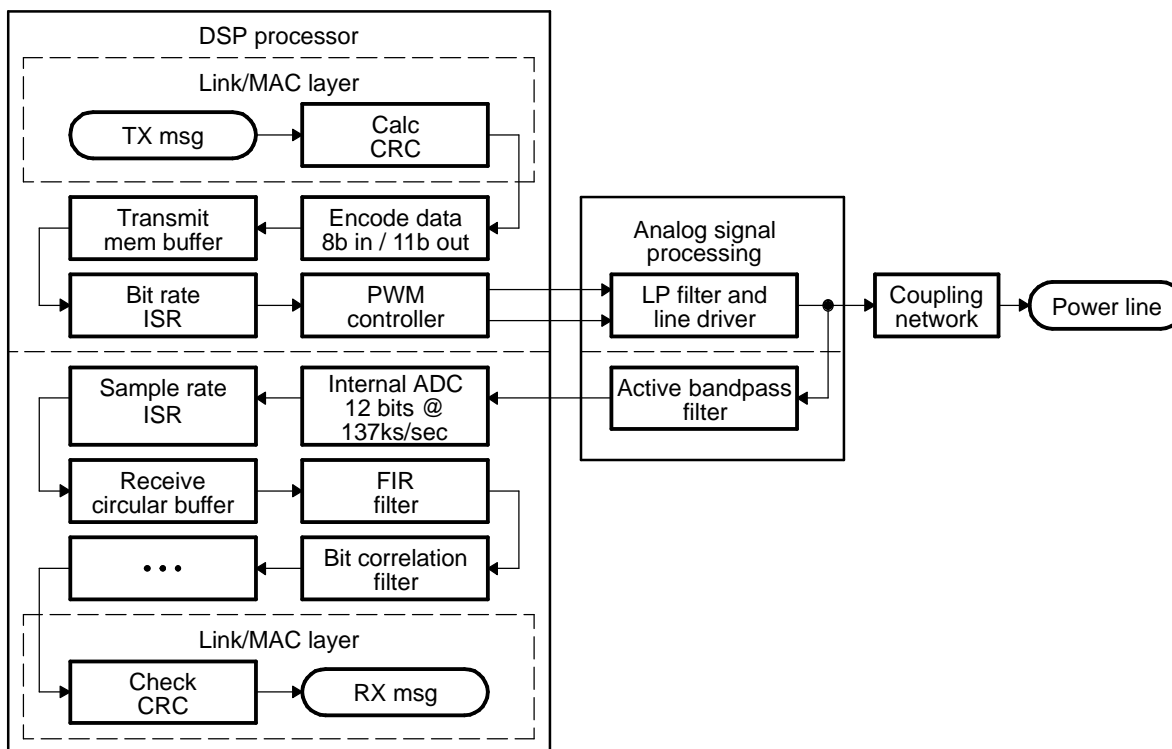 DSP processor
Link/MAC layer
TX msg
Calc
CRC
Transmit
mem buffer
Encode data
8b in / 11b out
Bit rate
ISR
PWM
controller
Analog signal
processing
LP filter and
line driver
Coupling
network
Power line
Sample rate
ISR
Internal ADC
12 bits @
137ks/sec
Active bandpass
filter
Receive
circular buffer
FIR
filter
•••
Bit correlation
filter
Link/MAC layer
Check
CRC
RX msg